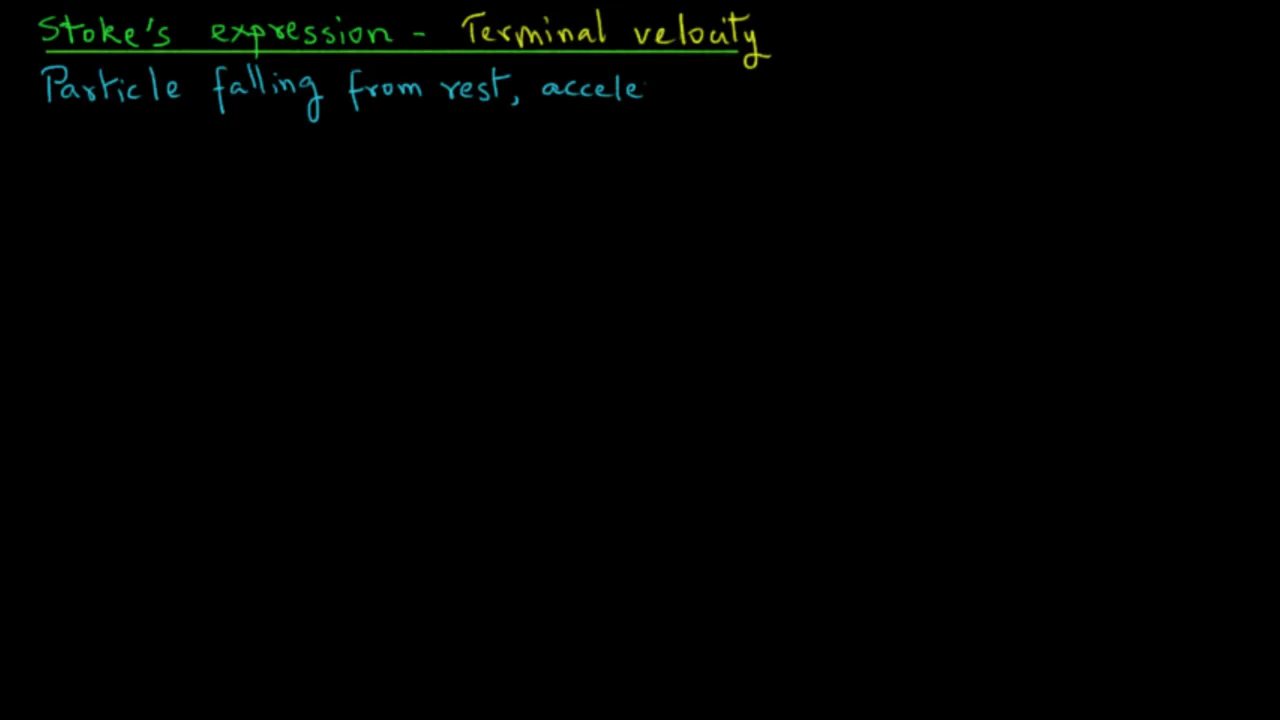 Stoke's expression - Terminal velocity
Particle falling from rest, accele